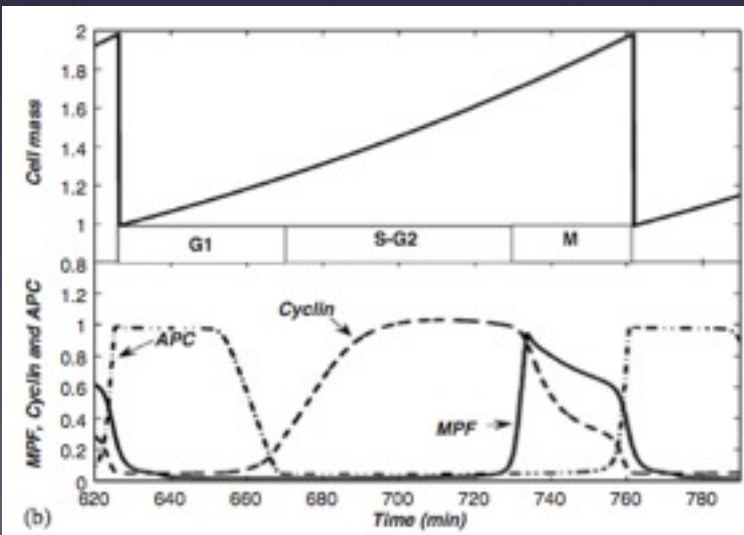 2
1.8
1.6
1.4
1.2
1
0.8
Cell mass
G1 S-G2 M
1.2
1
0.8
0.6
0.4
0.2
0
MPF, Cyclin and APC
Cyclin
APC
MPF
620 640 660 680 700 720 740 760 780
Time (min)
(b)